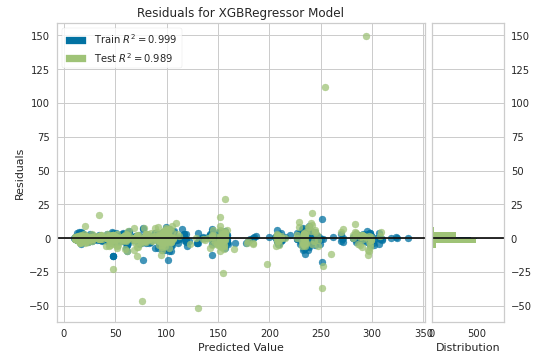 Residuals for XGBRegressor Model
Train R² = 0.999
Test R² = 0.989
Residuals
150
125
100
75
50
25
0
−25
−50
0 50 100 150 200 250 300 350
Predicted Value
150
125
100
75
50
25
0
−25
−50
0 500
Distribution